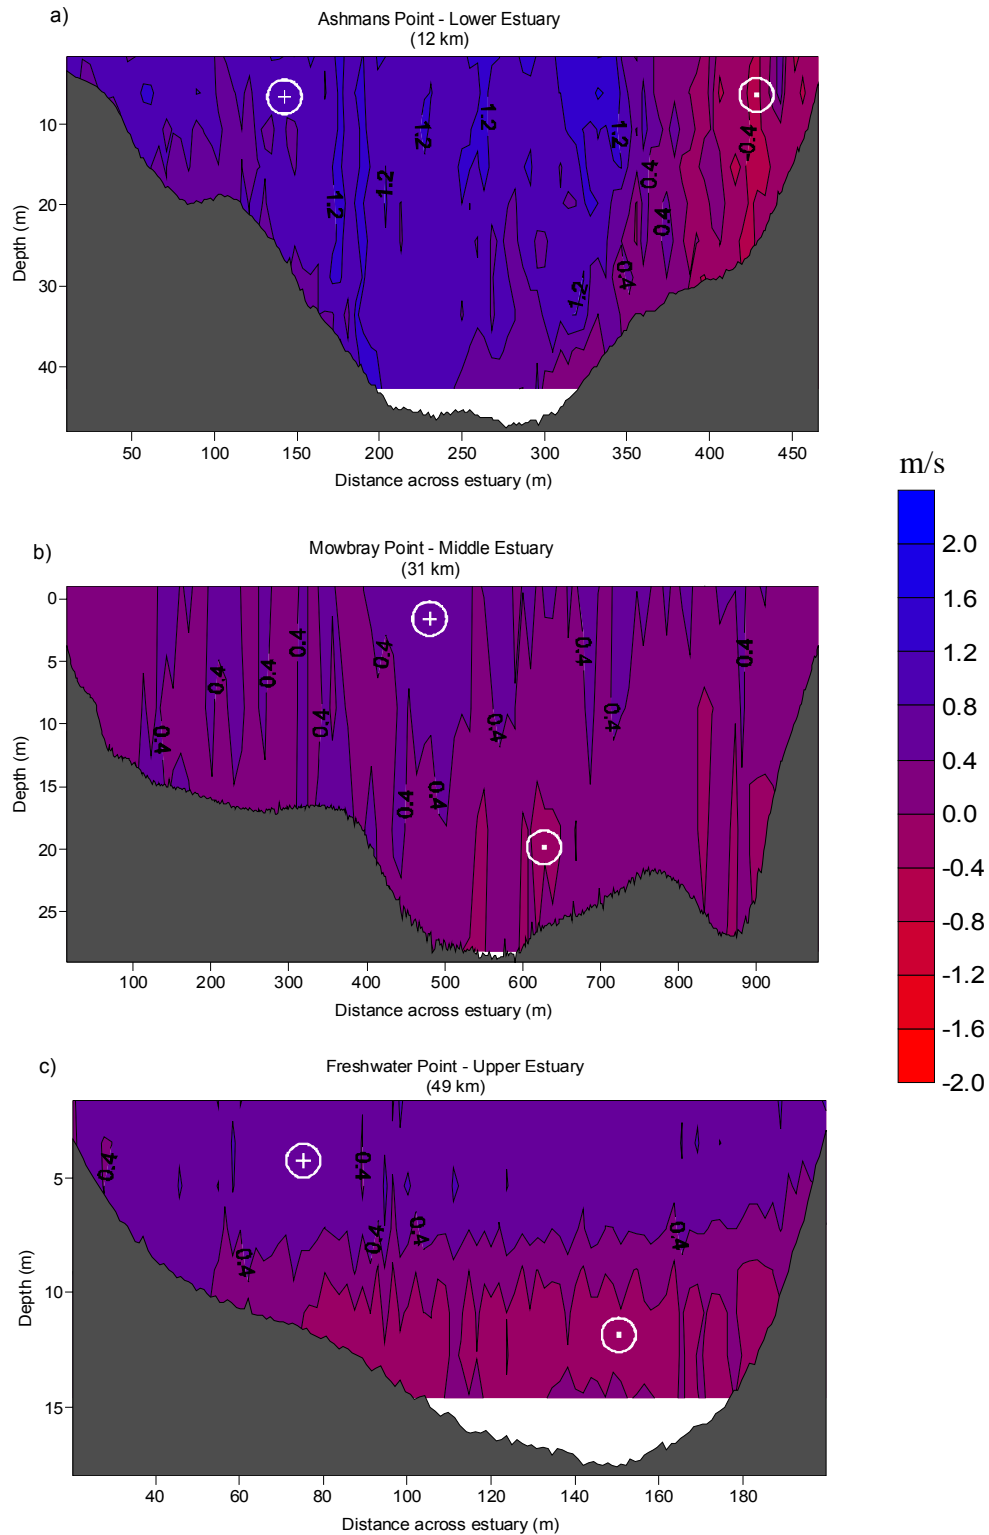 a)
Ashmans Point - Lower Estuary
(12 km)
10
20
30
40
Depth (m)
1.2
1.2
1.2
1.2
1.2
1.2
0.4
0.4
0.4
-0.4
50 100 150 200 250 300 350 400 450
Distance across estuary (m)
m/s
2.0
1.6
1.2
0.8
0.4
0.0
-0.4
-0.8
-1.2
-1.6
-2.0
b)
Mowbray Point - Middle Estuary
(31 km)
0
5
10
15
20
25
Depth (m)
0.4
0.4
0.4
0.4
0.4
0.4
0.4
0.4
0.4
0.4
0.4
0.4
100 200 300 400 500 600 700 800 900
Distance across estuary (m)
c)
Freshwater Point - Upper Estuary
(49 km)
5
10
15
Depth (m)
0.4
0.4
0.4
0.4
0.4
0.4
40 60 80 100 120 140 160 180
Distance across estuary (m)